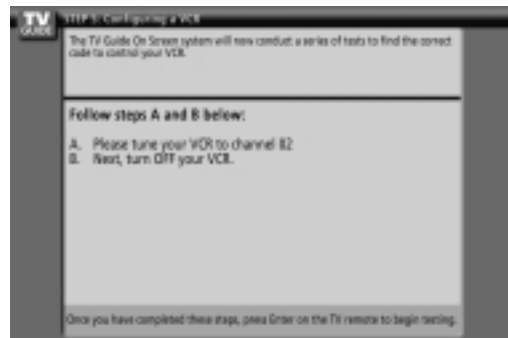 TV
GUIDE
STEP 3: Configuring a VCR
The TV Guide On Screen system will now conduct a series of tests to find the correct
code to control your VCR.
Follow steps A and B below:
A. Please tune your VCR to channel 02
B. Next, turn OFF your VCR.
Once you have completed these steps, press Enter on the TV remote to begin testing.